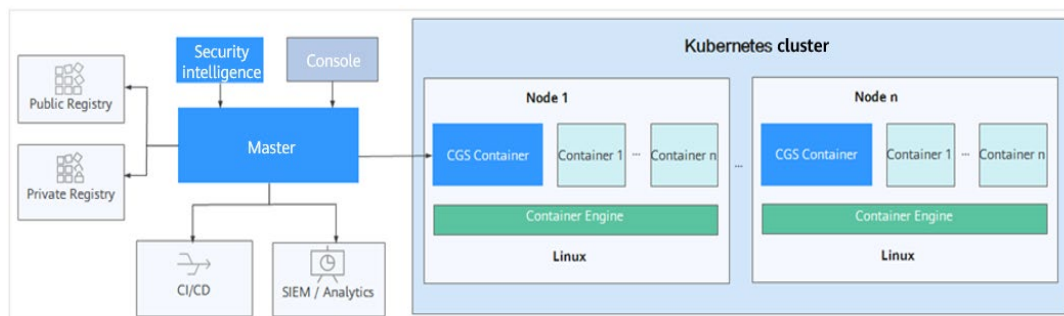 Kubernetes cluster
Security
intelligence
Console
Public Registry
Private Registry
Master
CI/CD
SIEM / Analytics
Node 1
CGS Container
Container 1
...
Container n
Container Engine
Linux
...
Node n
CGS Container
Container 1
...
Container n
Container Engine
Linux